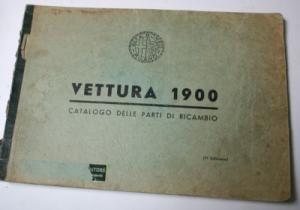 VETTURA 1900
CATALOGO DELLE PARTI DI RICAMBIO